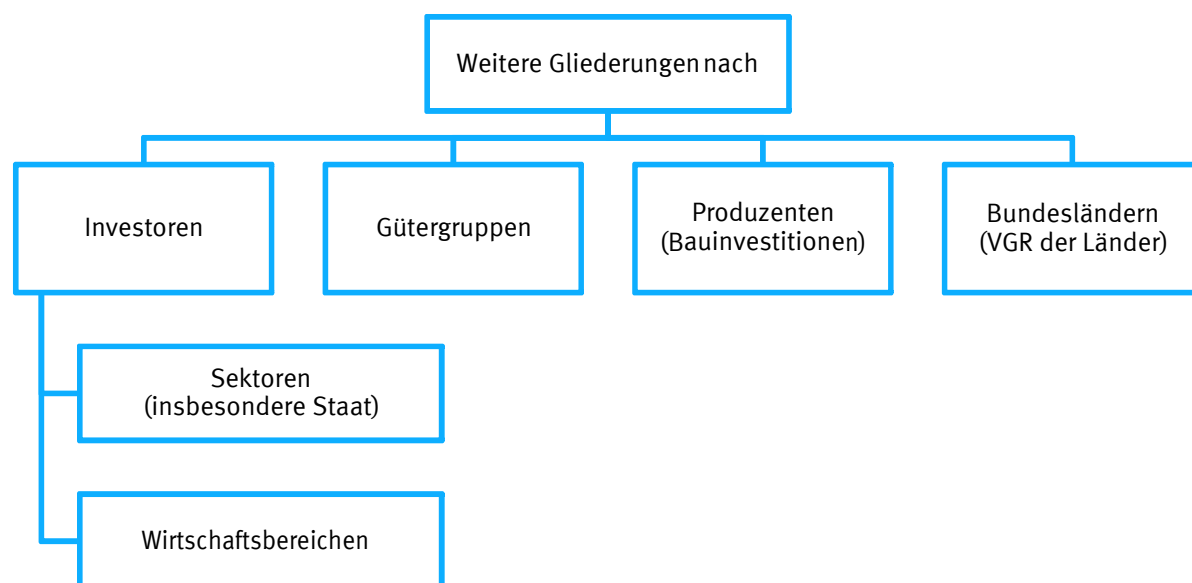 Weitere Gliederungen nach
Investoren
Gütergruppen
Produzenten
(Bauinvestitionen)
Bundesländern
(VGR der Länder)
Sektoren
(insbesondere Staat)
Wirtschaftsbereichen